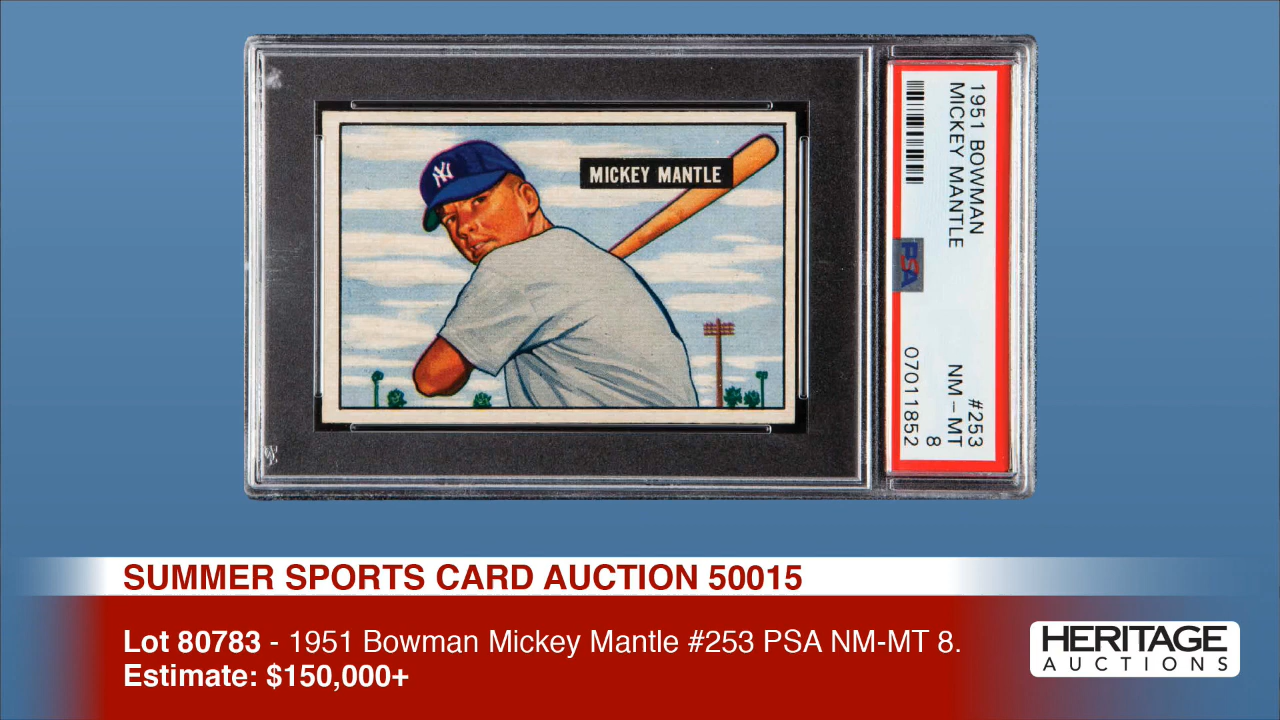 NY
MICKEY MANTLE
1951 BOWMAN
MICKEY MANTLE
PSA
#253
NM-MT
8
07011852
SUMMER SPORTS CARD AUCTION 50015
Lot 80783 - 1951 Bowman Mickey Mantle #253 PSA NM-MT 8.
Estimate: $150,000+
HERITAGE
AUCTIONS